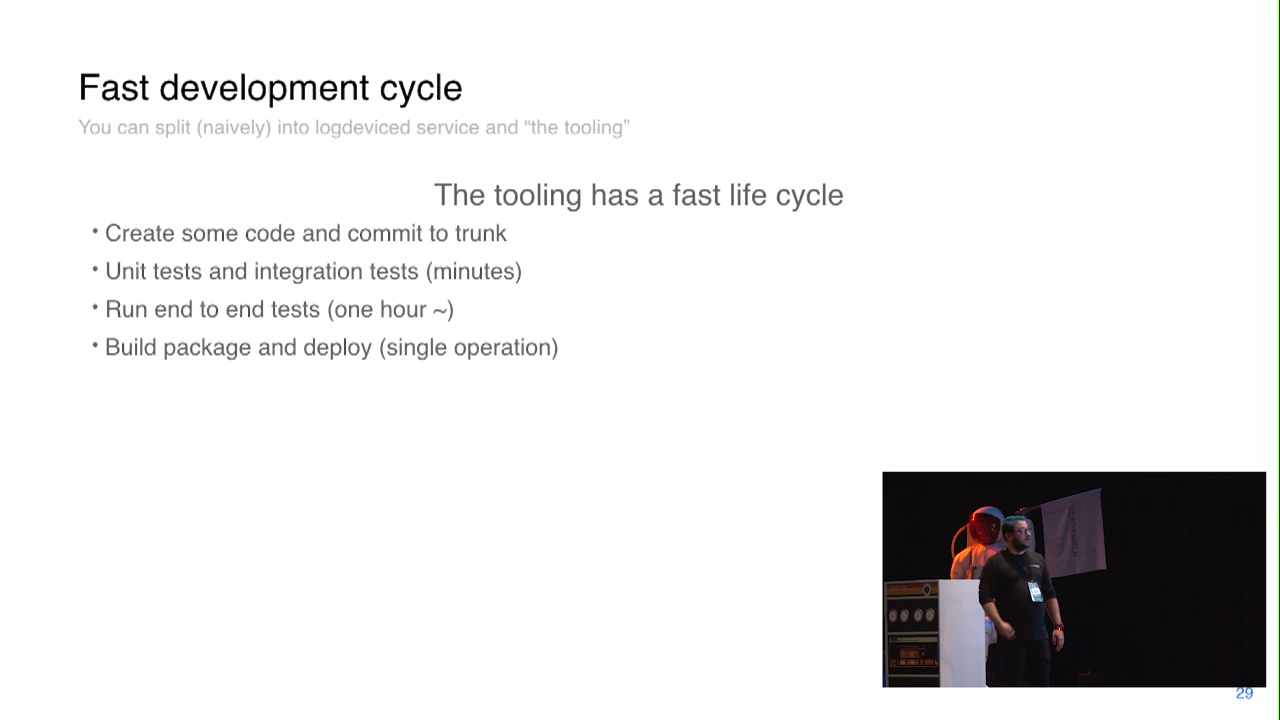 Fast development cycle
You can split (naively) into logdeviced service and “the tooling”
The tooling has a fast life cycle
• Create some code and commit to trunk
• Unit tests and integration tests (minutes)
• Run end to end tests (one hour ~)
• Build package and deploy (single operation)
29